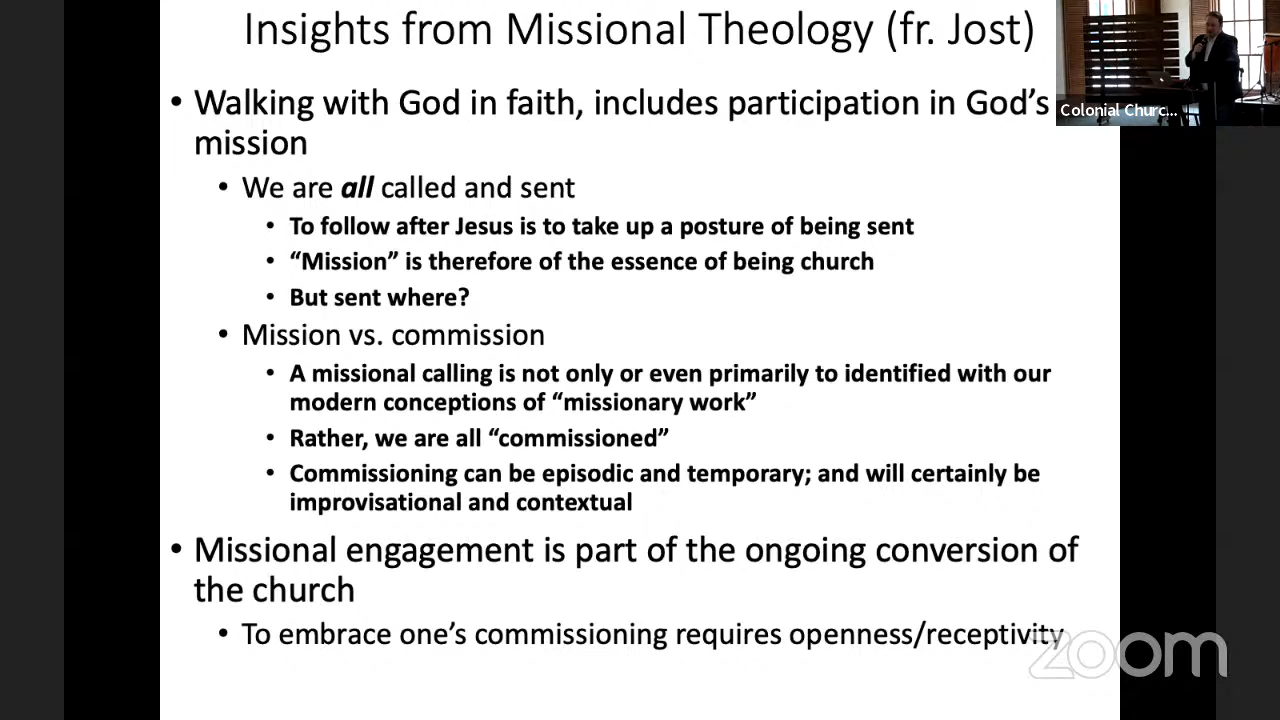 Insights from Missional Theology (fr. Jost)
• Walking with God in faith, includes participation in God’s
mission
• We are all called and sent
• To follow after Jesus is to take up a posture of being sent
• “Mission” is therefore of the essence of being church
• But sent where?
• Mission vs. commission
• A missional calling is not only or even primarily to identified with our
modern conceptions of “missionary work”
• Rather, we are all “commissioned”
• Commissioning can be episodic and temporary; and will certainly be
improvisational and contextual
• Missional engagement is part of the ongoing conversion of
the church
• To embrace one’s commissioning requires openness/receptivity
Colonial Churc...
zoom